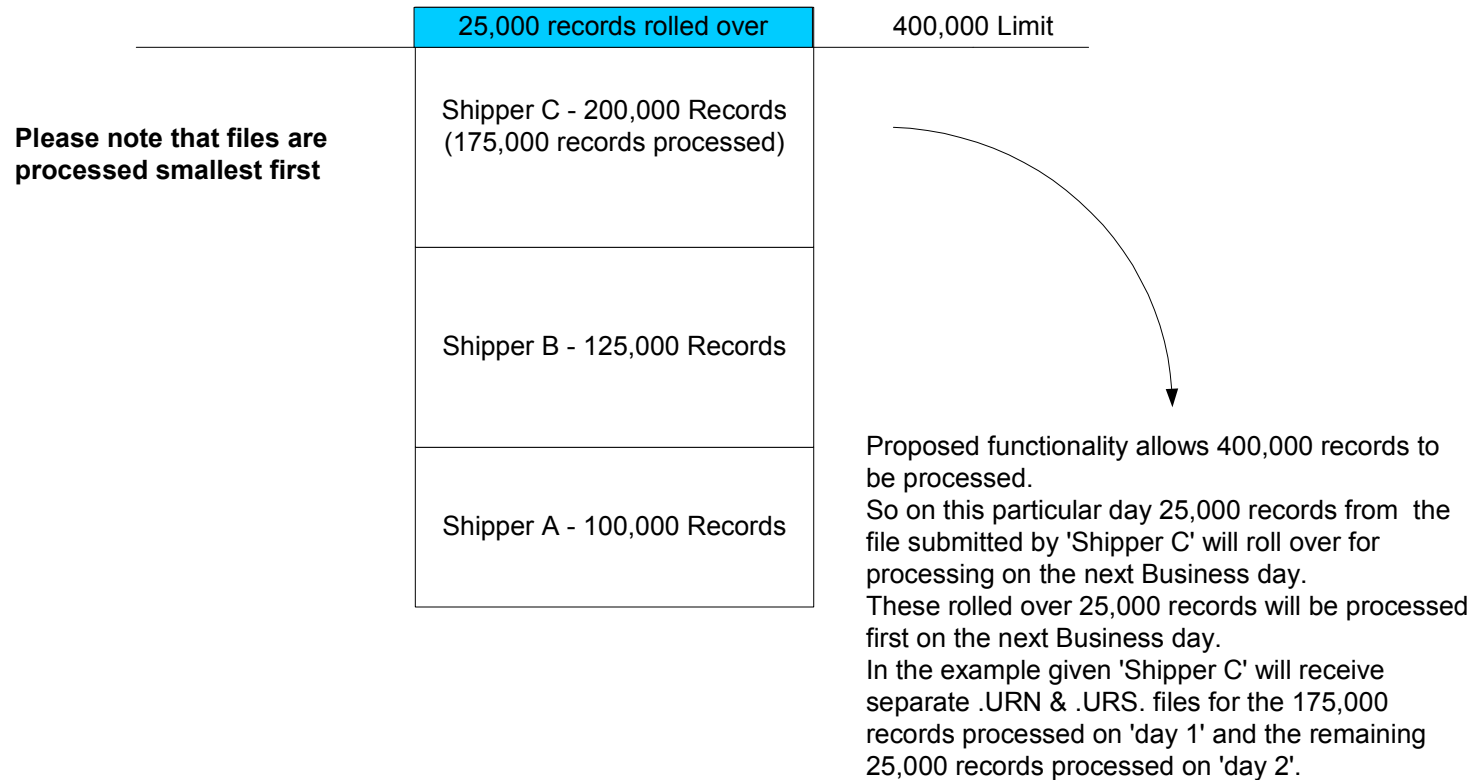 25,000 records rolled over
400,000 Limit
Shipper C - 200,000 Records
(175,000 records processed)
Please note that files are
processed smallest first
Shipper B - 125,000 Records
Shipper A - 100,000 Records
Proposed functionality allows 400,000 records to
be processed.
So on this particular day 25,000 records from the
file submitted by 'Shipper C' will roll over for
processing on the next Business day.
These rolled over 25,000 records will be processed
first on the next Business day.
In the example given 'Shipper C' will receive
separate .URN & .URS. files for the 175,000
records processed on 'day 1' and the remaining
25,000 records processed on 'day 2'.